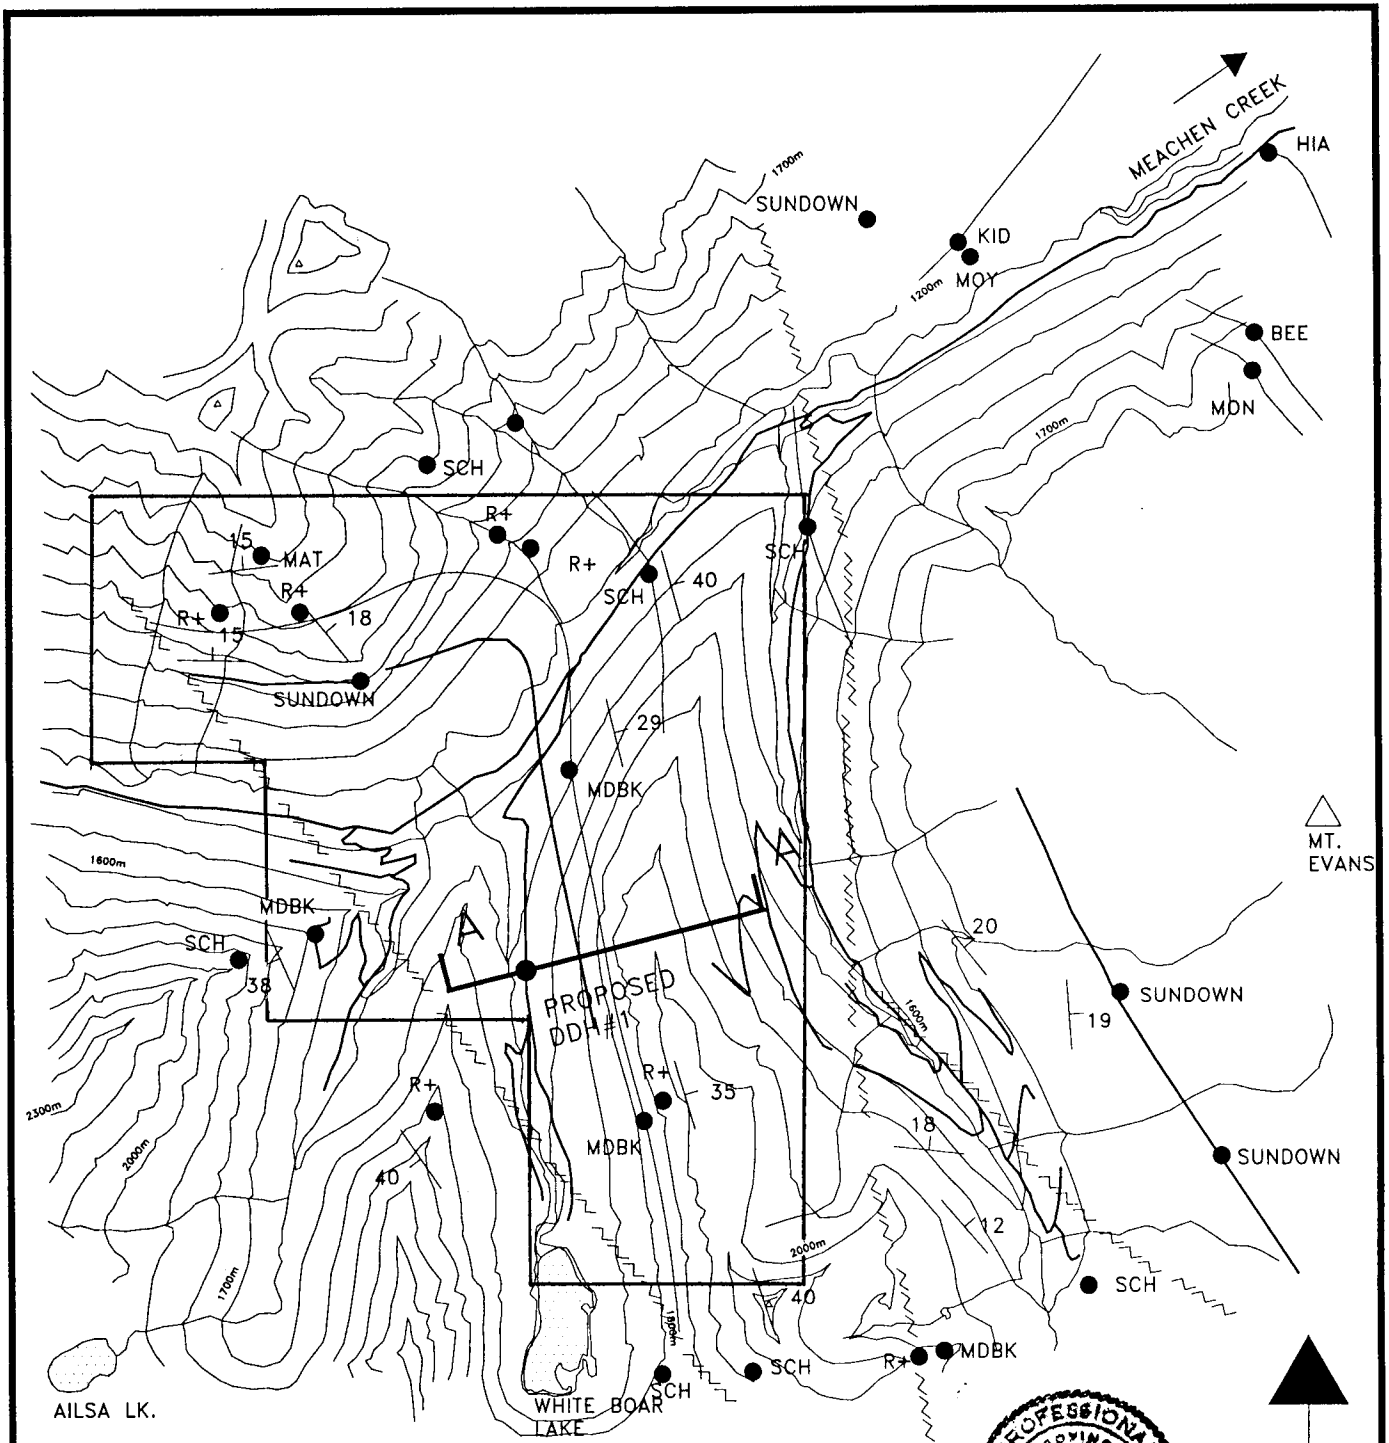 MEACHEN CREEK
HIA
1700m
SUNDOWN
KID
MOY
1200m
BEE
MON
1700m
SCH
R+
15
MAT
R+
SCH
R+
SCH
40
R+
15
18
SUNDOWN
29
MDBK
MT.
EVANS
1600m
A
MDBK
A
SCH
38
20
PROPOSED
DDH#1
SUNDOWN
19
1600m
R+
R+
35
2300m
2000m
MDBK
18
40
SUNDOWN
12
2000m
1700m
40
SCH
1800m
SCH
SCH
R+
MDBK
AILSA LK.
WHITE BOAR
LAKE